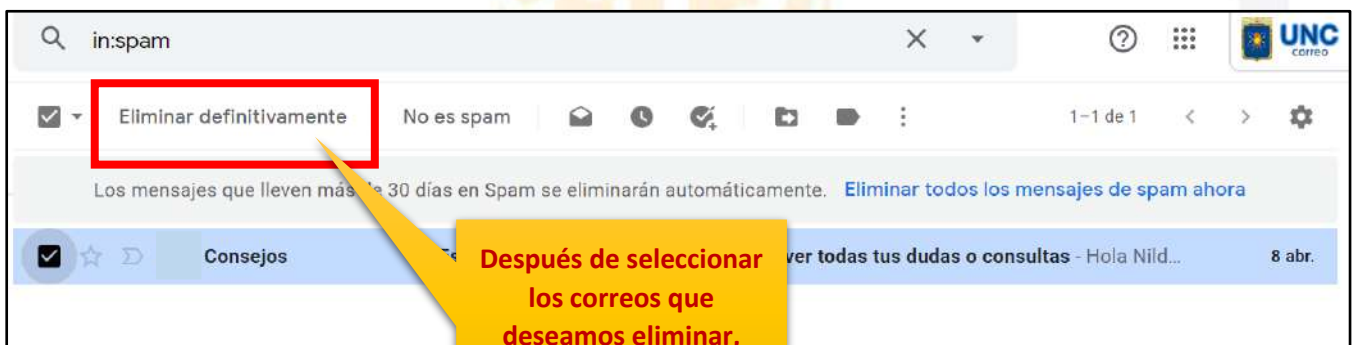 in:spam
UNC
correo
Eliminar definitivamente No es spam 1–1 de 1
Los mensajes que lleven más de 30 días en Spam se eliminarán automáticamente. Eliminar todos los mensajes de spam ahora
Consejos ver todas tus dudas o consultas - Hola Nild... 8 abr.
Después de seleccionar
los correos que
deseamos eliminar.